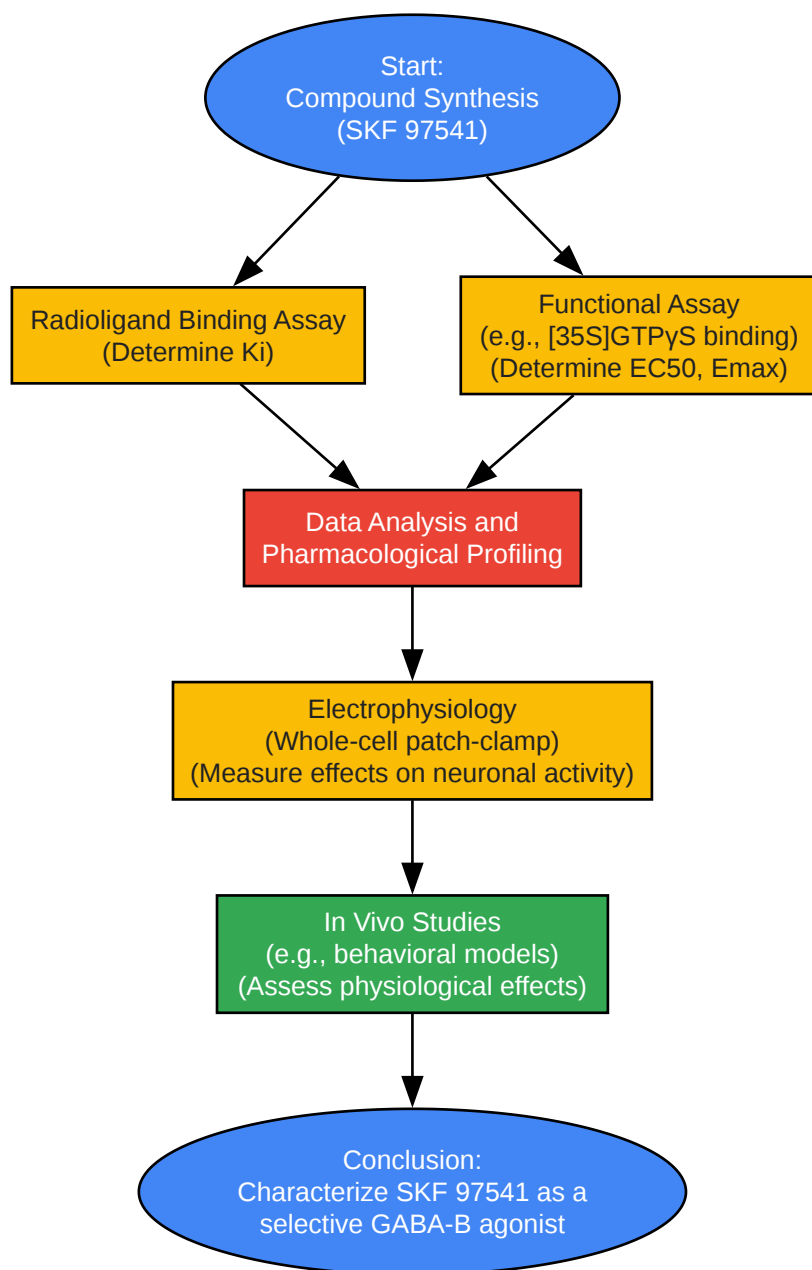 Start:
Compound Synthesis
(SKF 97541)
Radioligand Binding Assay
(Determine Ki)
Functional Assay
(e.g., [35S]GTPγS binding)
(Determine EC50, Emax)
Data Analysis and
Pharmacological Profiling
Electrophysiology
(Whole-cell patch-clamp)
(Measure effects on neuronal activity)
In Vivo Studies
(e.g., behavioral models)
(Assess physiological effects)
Conclusion:
Characterize SKF 97541 as a
selective GABA-B agonist